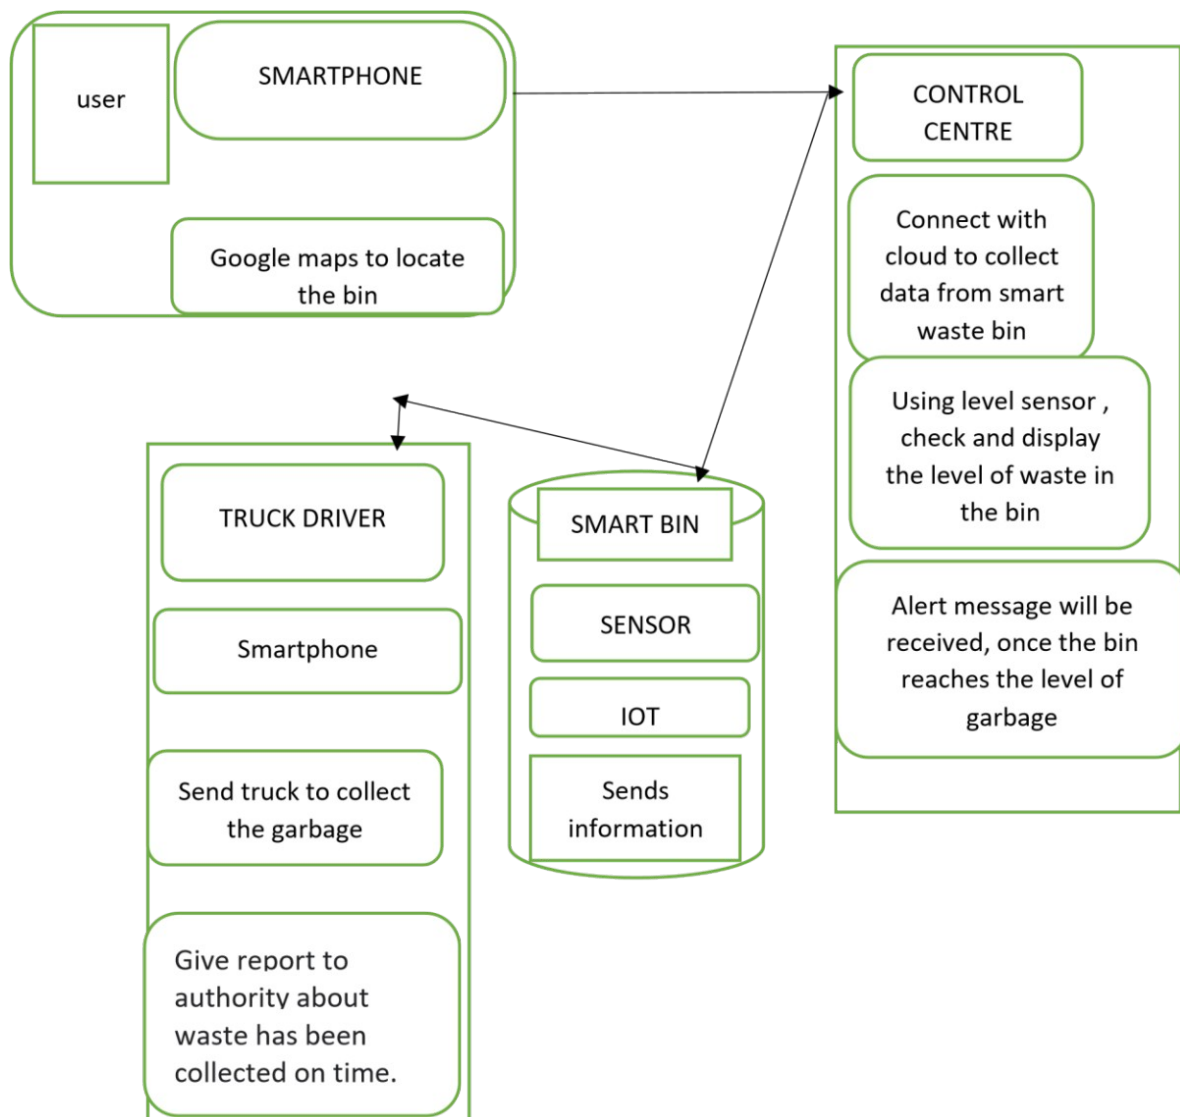 user
SMARTPHONE
Google maps to locate
the bin
CONTROL
CENTRE
Connect with
cloud to collect
data from smart
waste bin
Using level sensor ,
check and display
the level of waste in
the bin
Alert message will be
received, once the bin
reaches the level of
garbage
TRUCK DRIVER
Smartphone
Send truck to collect
the garbage
Give report to
authority about
waste has been
collected on time.
SMART BIN
SENSOR
IOT
Sends
information